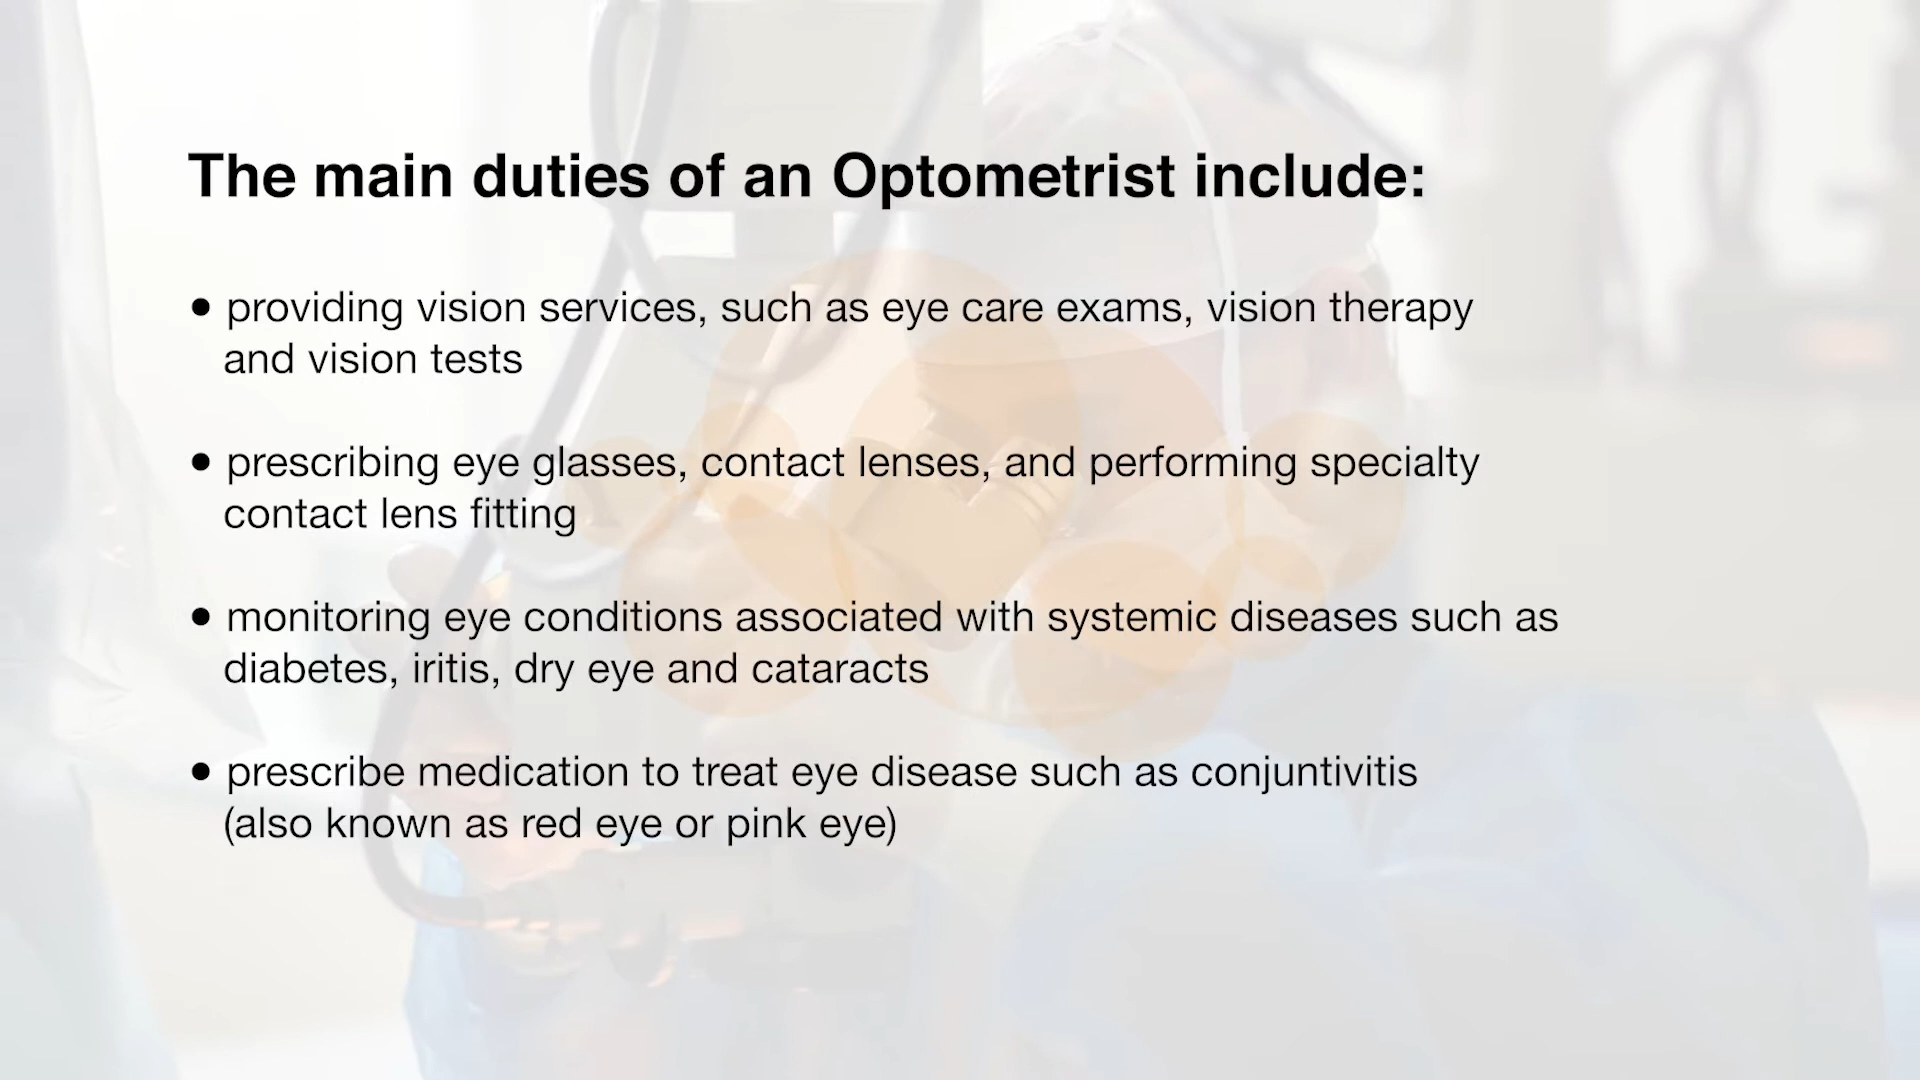 The main duties of an Optometrist include:
• providing vision services, such as eye care exams, vision therapy
and vision tests
• prescribing eye glasses, contact lenses, and performing specialty
contact lens fitting
• monitoring eye conditions associated with systemic diseases such as
diabetes, iritis, dry eye and cataracts
• prescribe medication to treat eye disease such as conjuntivitis
(also known as red eye or pink eye)